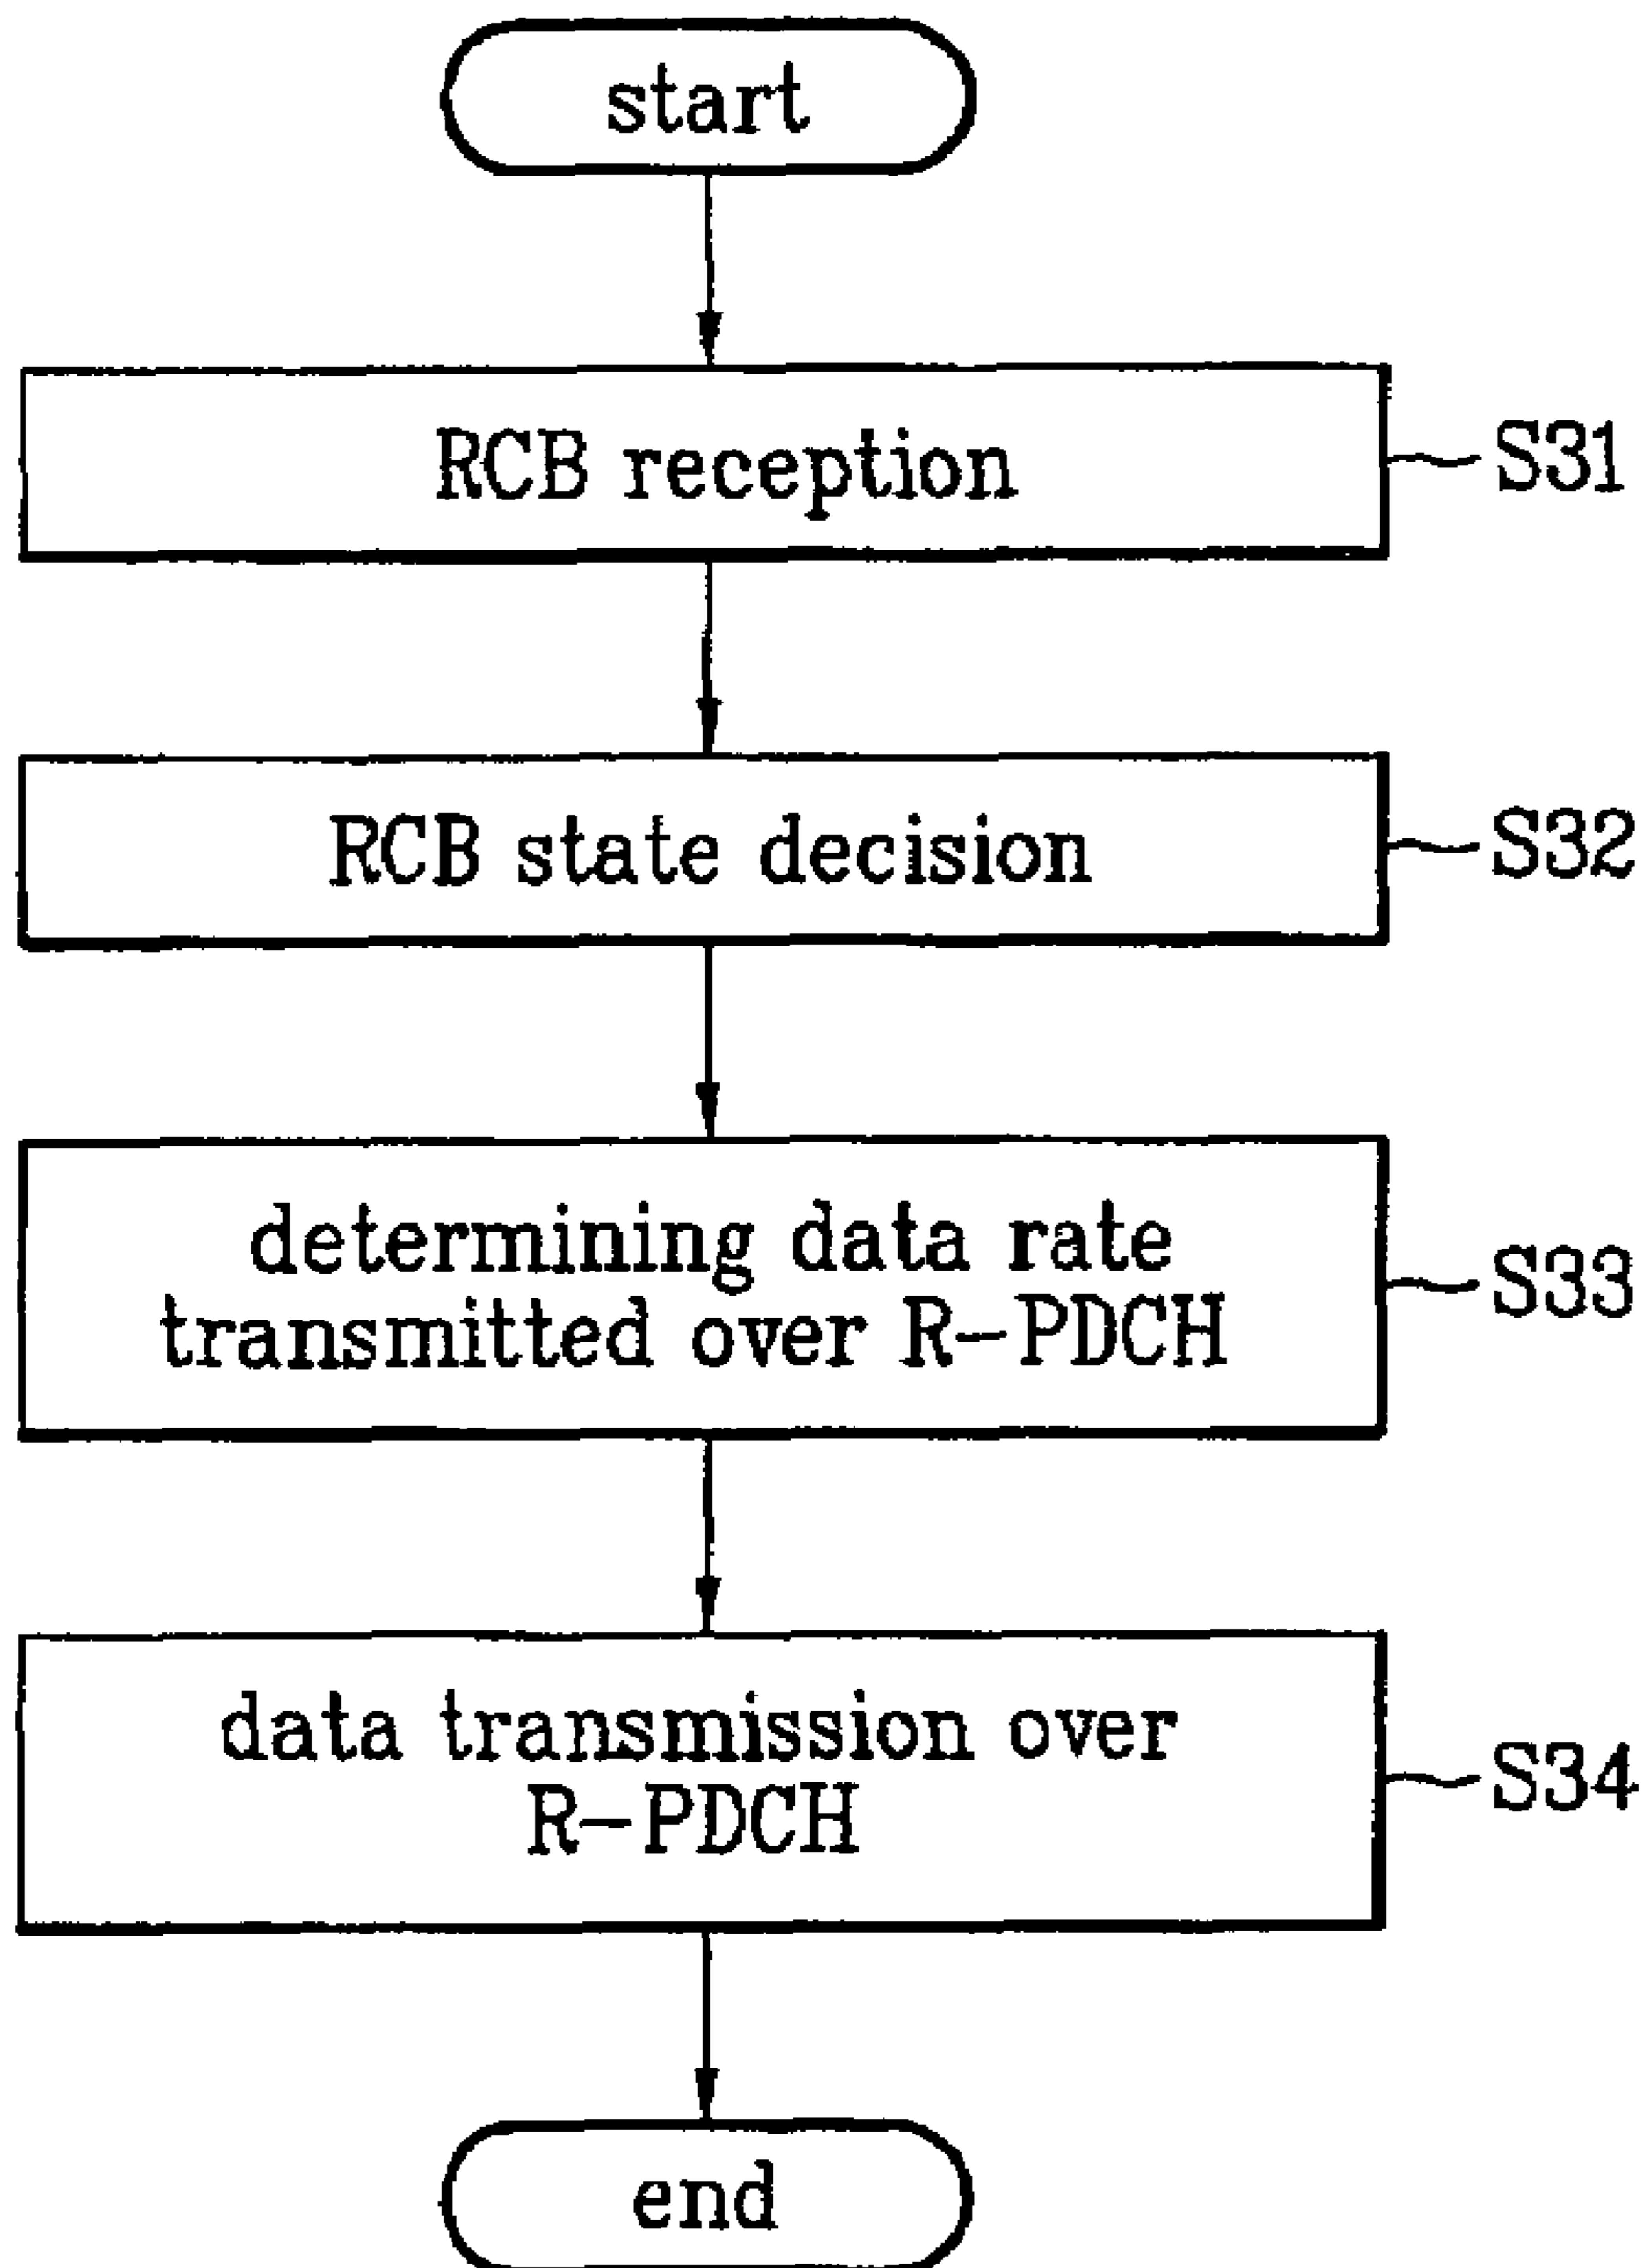 start
RCB reception
S31
RCB state decision
S32
determining data rate
transmitted over R-PDCH
S33
data transmission over
R-PDCH
S34
end